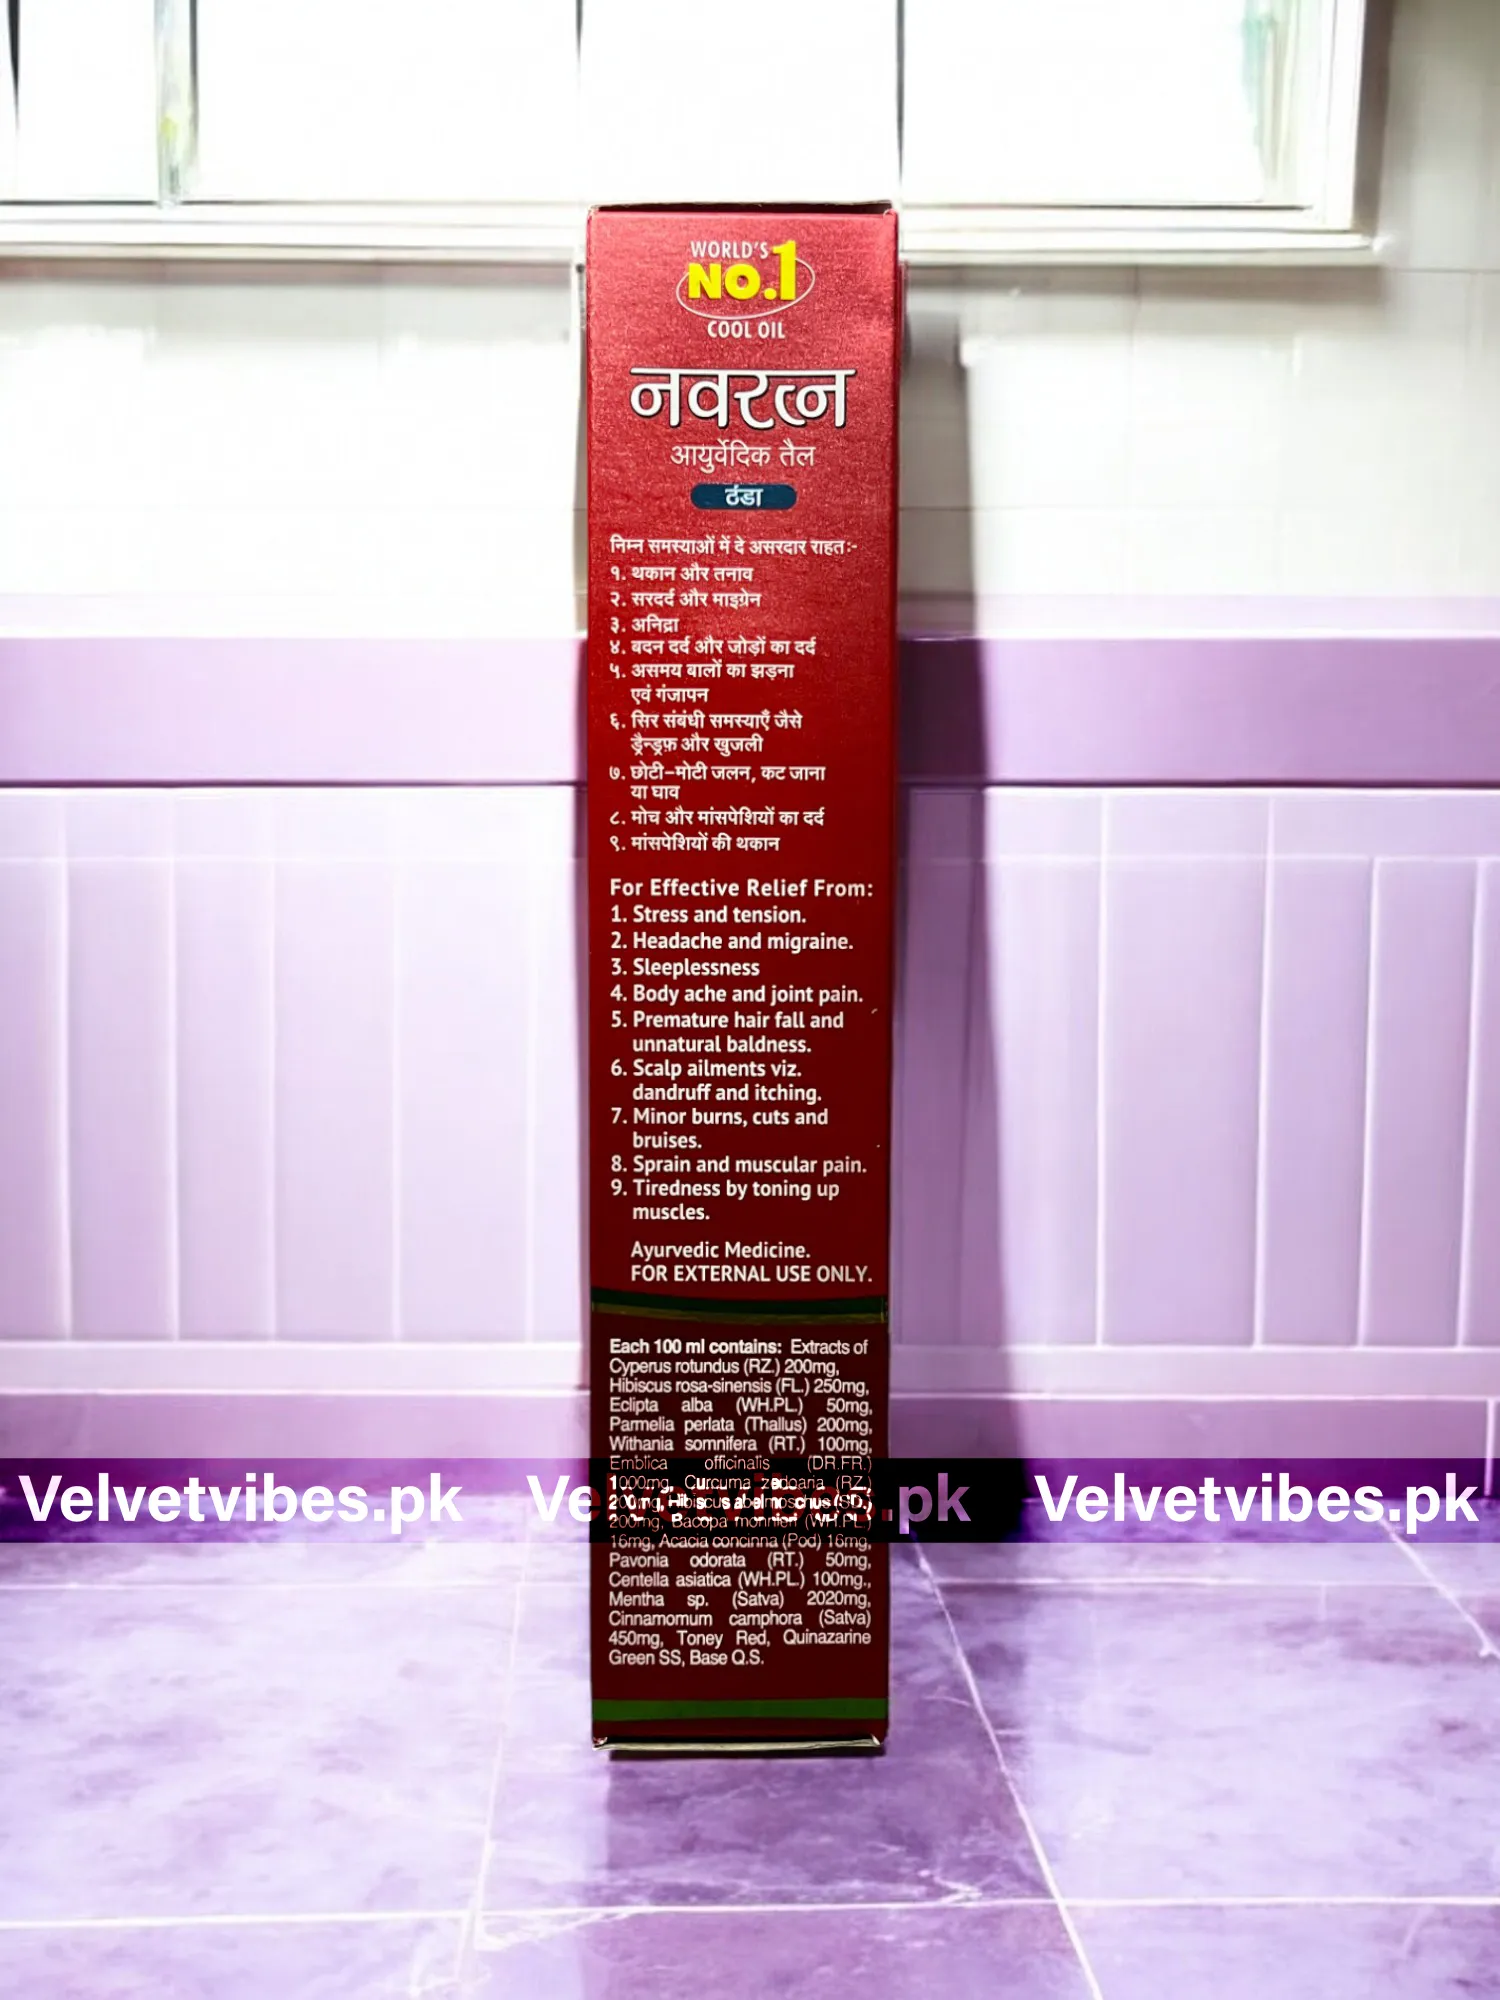 WORLD'S
NO.1
COOL OIL
नवरत्न
आयुर्वेदिक तैल
ठंडा
निम्न समस्याओं में दे असरदार राहतः-
१. थकान और तनाव
२. सरदर्द और माइग्रेन
३. अनिद्रा
४. बदन दर्द और जोड़ों का दर्द
५. असमय बालों का झड़ना
एवं गंजापन
६. सिर संबंधी समस्याएँ जैसे
ड्रैन्ड्रफ़ और खुजली
७. छोटी-मोटी जलन, कट जाना
या घाव
८. मोच और मांसपेशियों का दर्द
९. मांसपेशियों की थकान
For Effective Relief From:
1. Stress and tension.
2. Headache and migraine.
3. Sleeplessness
4. Body ache and joint pain.
5. Premature hair fall and
unnatural baldness.
6. Scalp ailments viz.
dandruff and itching.
7. Minor burns, cuts and
bruises.
8. Sprain and muscular pain.
9. Tiredness by toning up
muscles.
Ayurvedic Medicine.
FOR EXTERNAL USE ONLY.
Each 100 ml contains: Extracts of
Cyperus rotundus (RZ.) 200mg,
Hibiscus rosa-sinensis (FL.) 250mg,
Eclipta alba (WH.PL.) 50mg,
Parmelia perlata (Thallus) 200mg,
Withania somnifera (RT.) 100mg,
Emblica officinalis (DR.FR.)
1000mg, Curcuma zedoaria (RZ.)
200mg, Hibiscus abelmoschus (SD.)
200mg, Bacopa monnieri (WH.PL.)
16mg, Acacia concinna (Pod) 16mg,
Pavonia odorata (RT.) 50mg,
Centella asiatica (WH.PL.) 100mg.,
Mentha sp. (Satva) 2020mg,
Cinnamomum camphora (Satva)
450mg, Toney Red, Quinazarine
Green SS, Base Q.S.
Velvetvibes.pk Velvetvibes.pk Velvetvibes.pk